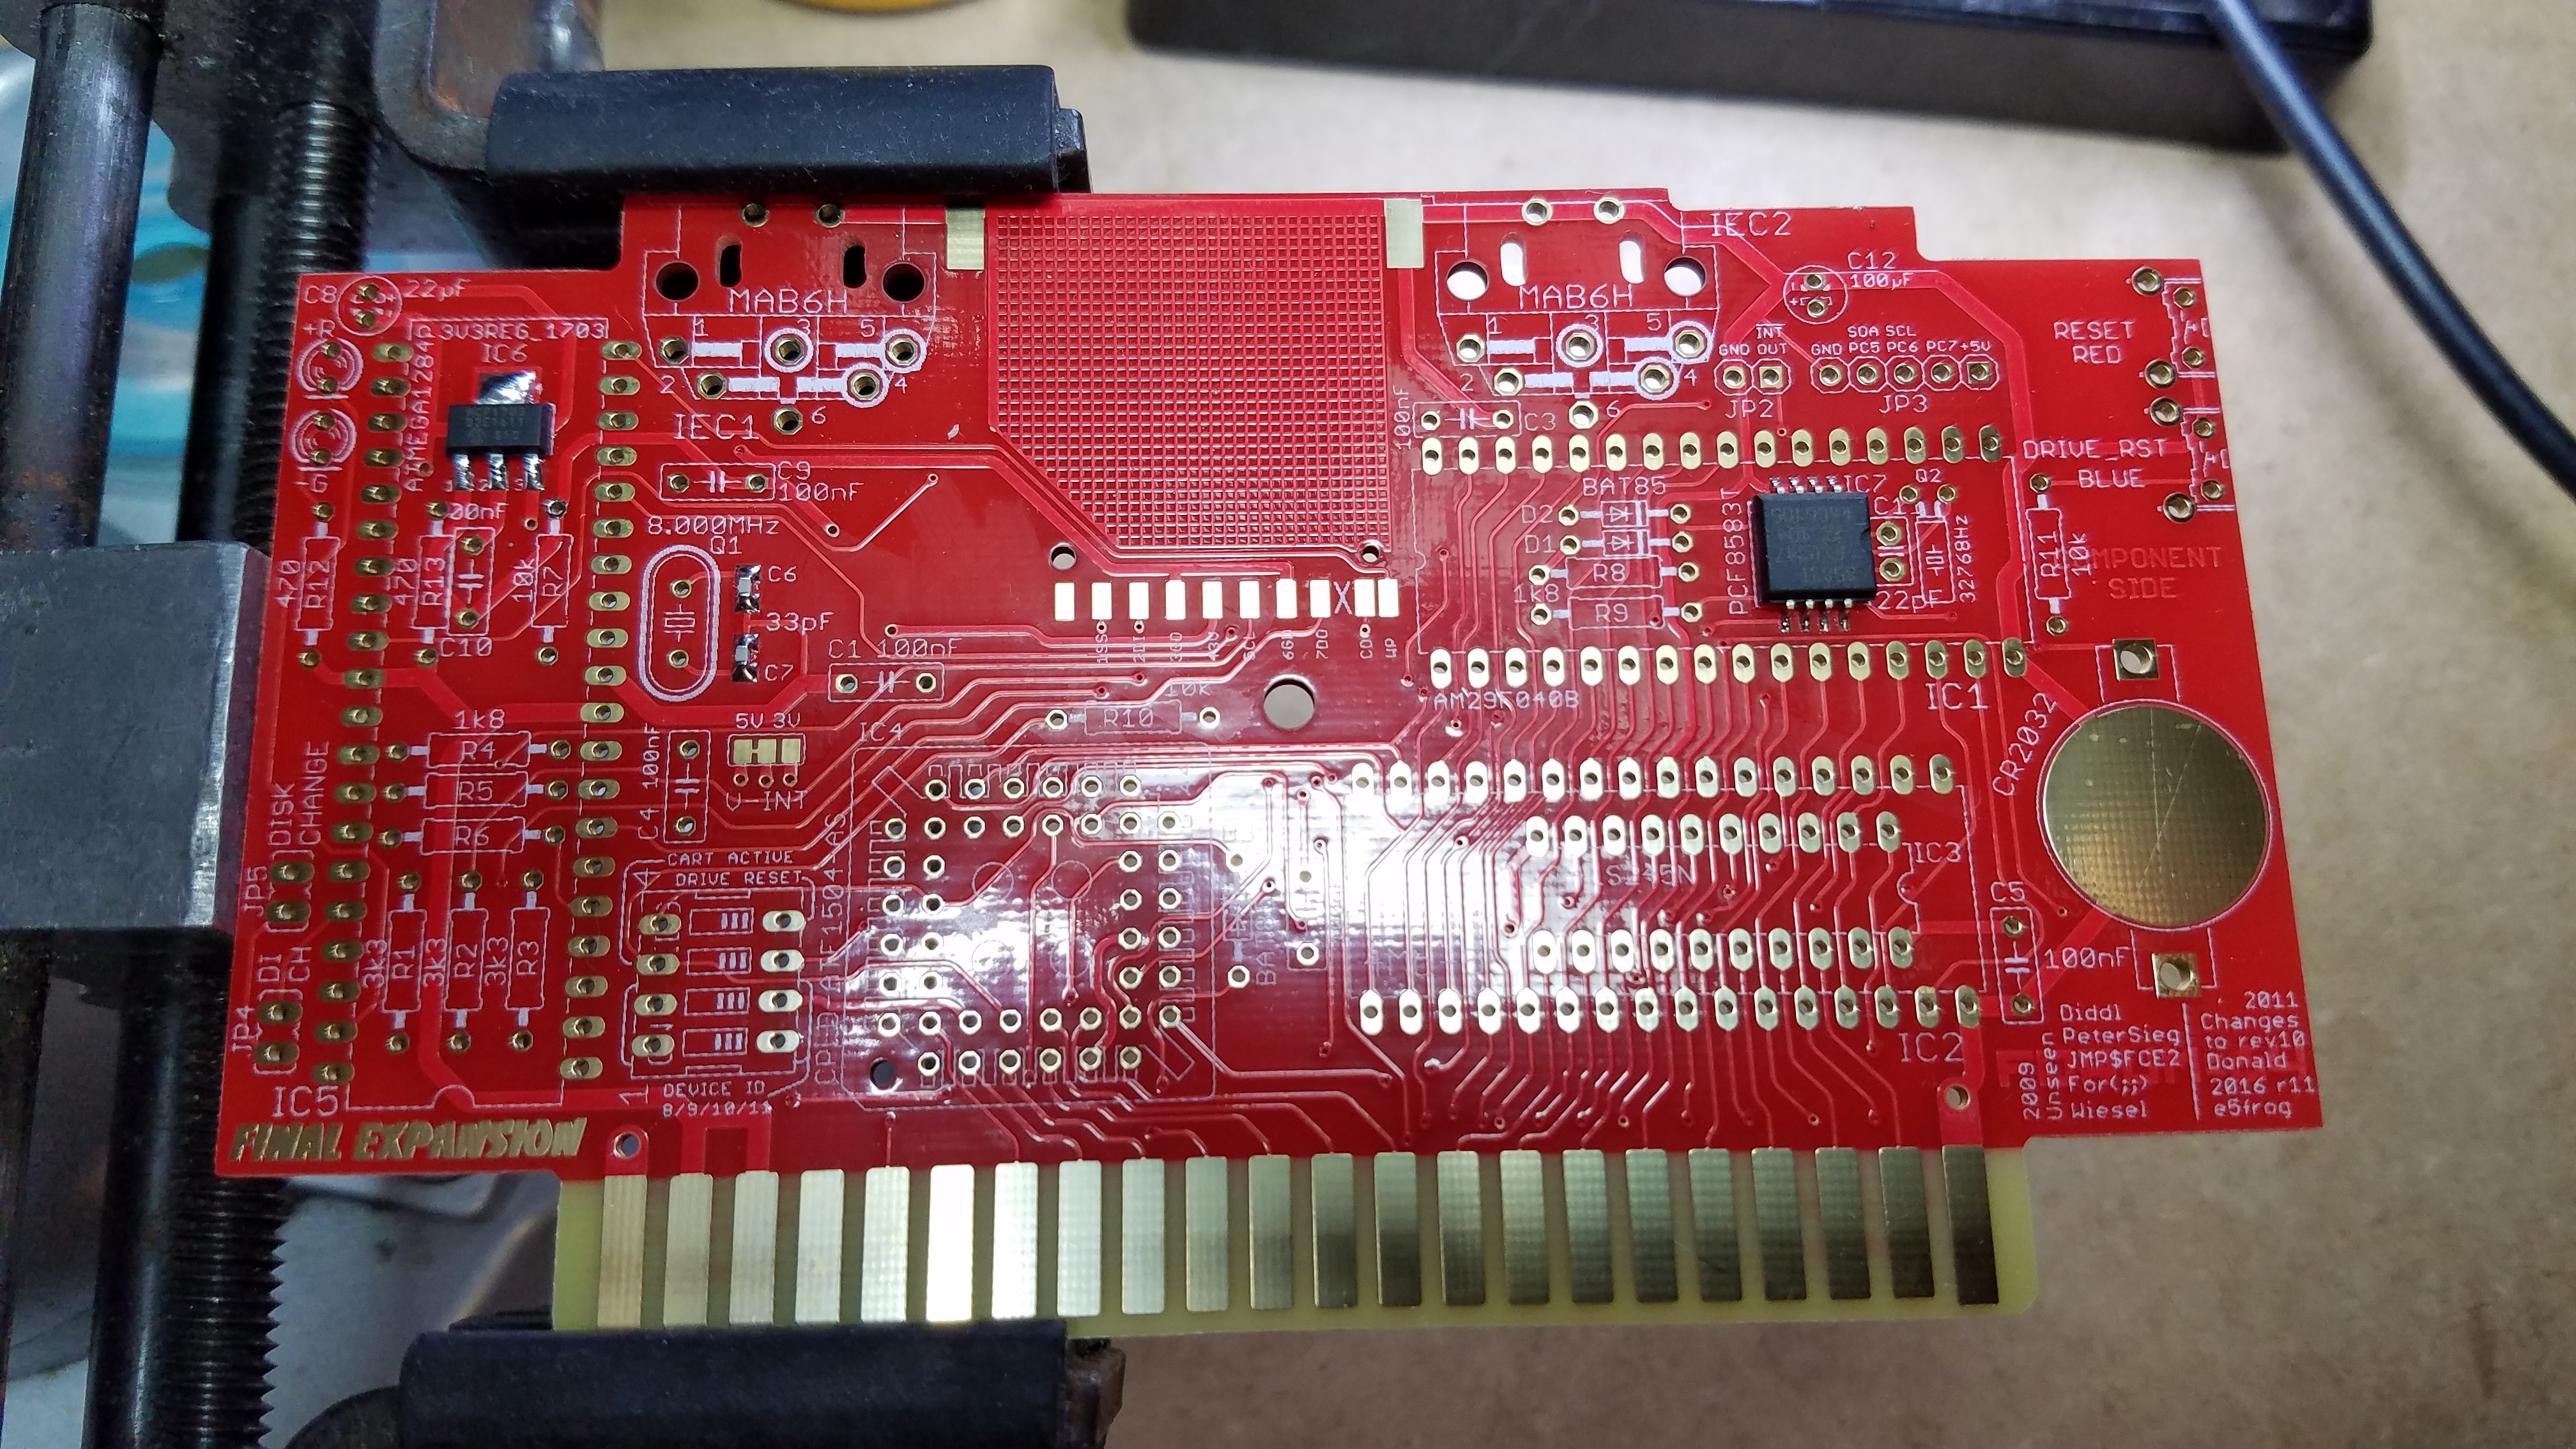 IEC2
C12
100µF
C8
22µF
MAB6H
1
3
5
2
4
6
IEC1
MAB6H
1
3
5
2
4
6
+R
3V3REG_1703
IC6
INT
GND OUT
JP2
SDA SCL
GND PC5 PC6 PC7 +5V
JP3
RESET
RED
-G
100nF
C3
DRIVE_RST
BLUE
C9
100nF
8.000MHz
Q1
BAT85
D2
D1
R8
1k8
R9
PCF8583T
IC7
Q2
22pF
32768Hz
R11
10k
SIDE
470
R12
470
R13
10k
R7
C10
C6
33pF
C7
C1 100nF
X
7DO
WP
10k
R10
AM29F040B
IC1
CR2032
1k8
R4
R5
R6
C4 100nF
5V 3V
V-INT
IC4
DISK
CHANGE
JP5
CART ACTIVE
DRIVE RESET
4
IC3
C5
100nF
DI
CH
JP4
3k3
R1
3k3
R2
3k3
R3
1
DEVICE ID
8/9/10/11
IC5
IC2
2009
Unseen
Diddl
PeterSieg
JMP$FCE2
For(;;)
Wiesel
2011
Changes
to rev10
Donald
2016 r11
e5frog
FINAL EXPANSION